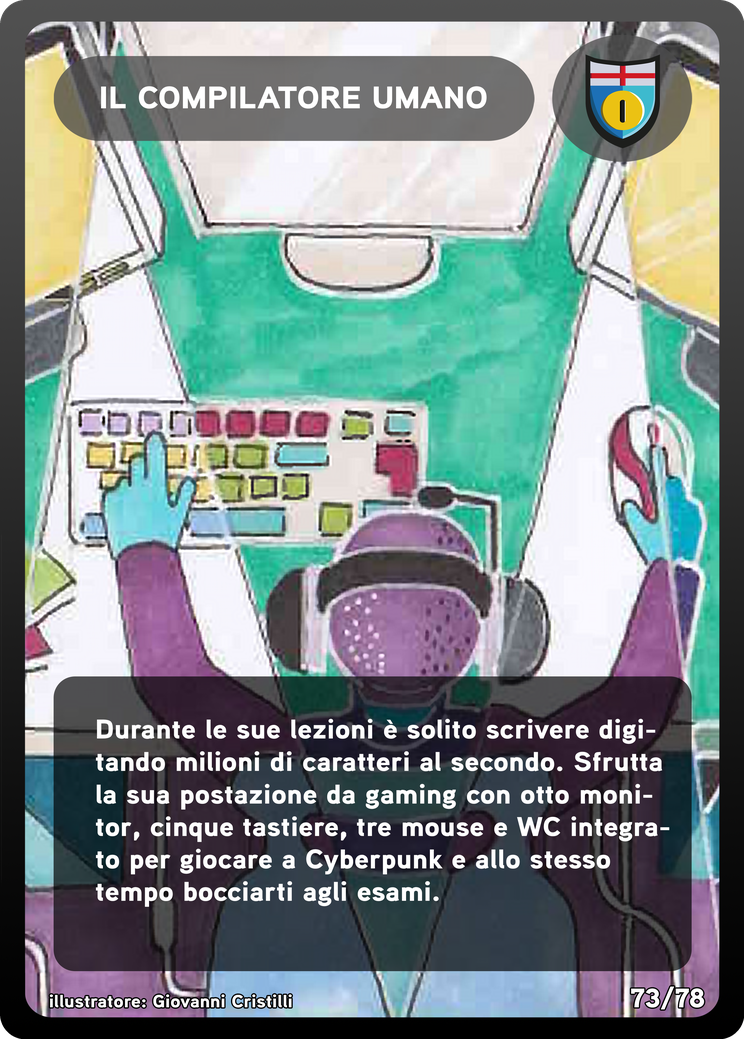 IL COMPILATORE UMANO
Durante le sue lezioni è solito scrivere digi-
tando milioni di caratteri al secondo. Sfrutta
la sua postazione da gaming con otto moni-
tor, cinque tastiere, tre mouse e WC integra-
to per giocare a Cyberpunk e allo stesso
tempo bocciarti agli esami.
illustratore: Giovanni Cristilli
73/78